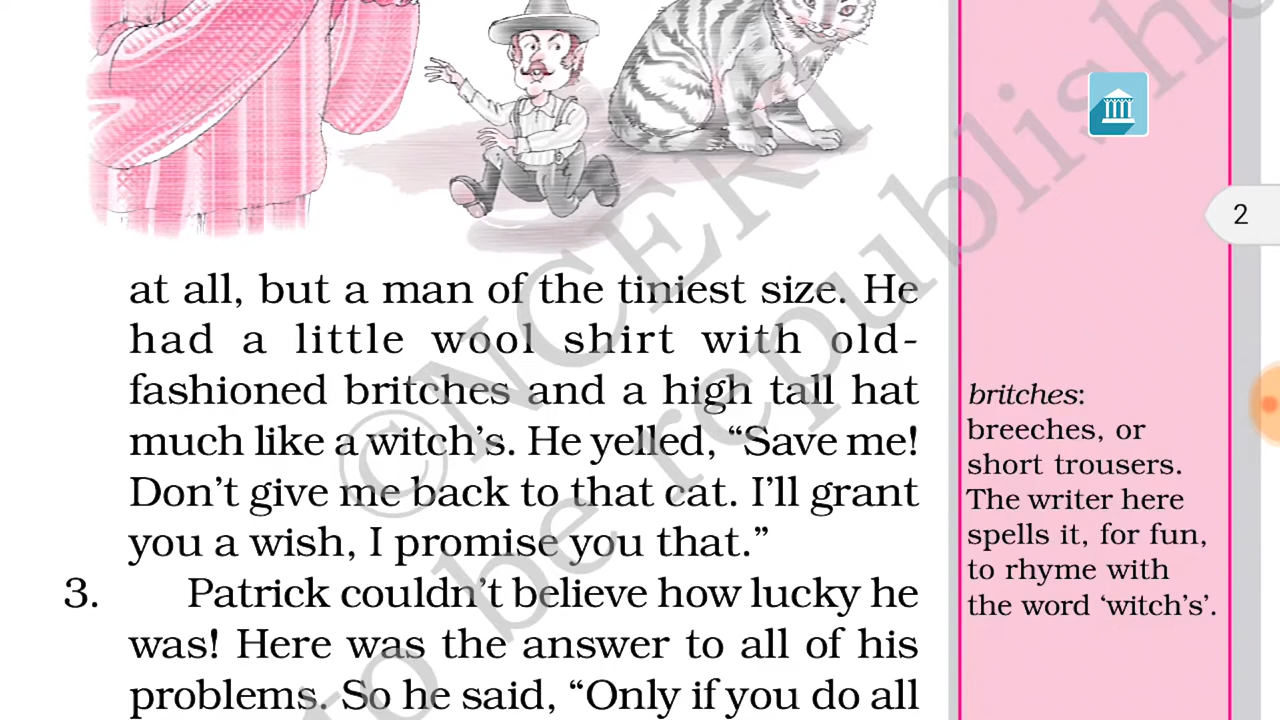 at all, but a man of the tiniest size. He
had a little wool shirt with old-
fashioned britches and a high tall hat
much like a witch's. He yelled, “Save me!
Don't give me back to that cat. I'll grant
you a wish, I promise you that.”
3. Patrick couldn't believe how lucky he
was! Here was the answer to all of his
problems. So he said, “Only if you do all
britches:
breeches, or
short trousers.
The writer here
spells it, for fun,
to rhyme with
the word ‘witch's’.
2
©NCERT
to be republished